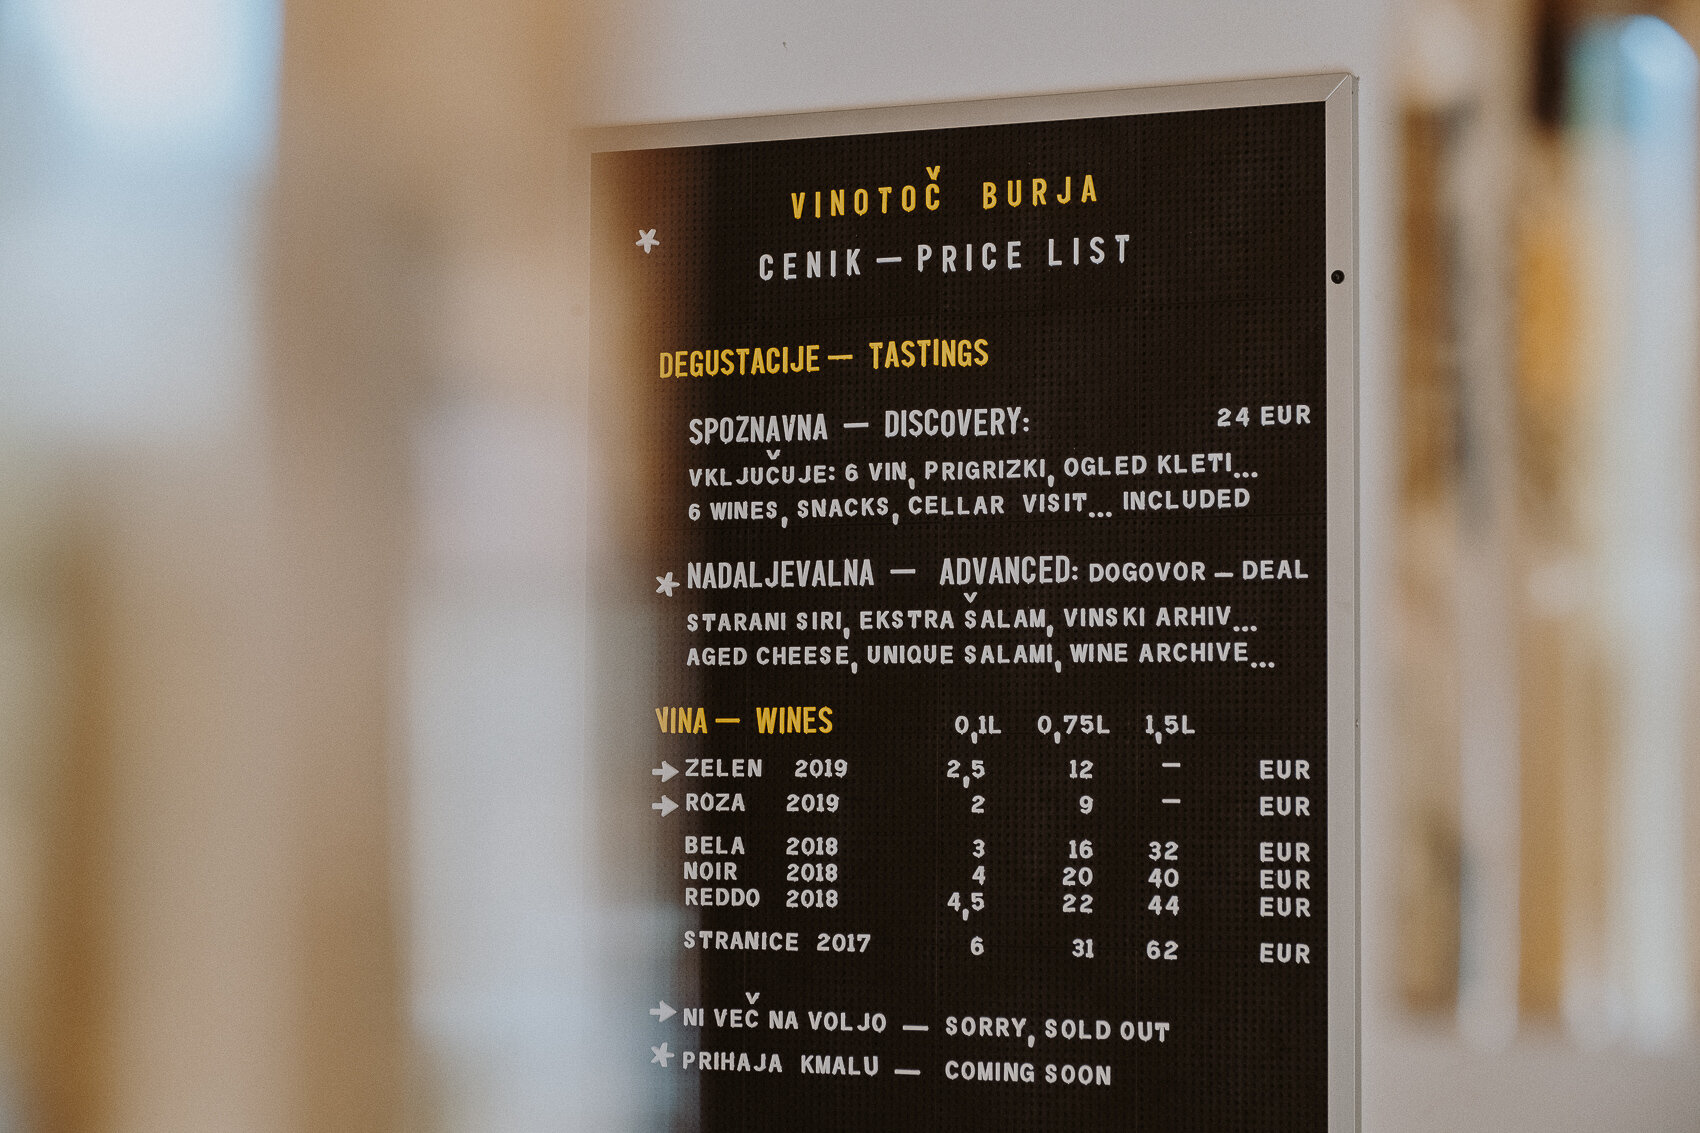 VINOTOČ BURJA
* CENIK — PRICE LIST
DEGUSTACIJE — TASTINGS
SPOZNAVNA — DISCOVERY: 24 EUR
VKLJUČUJE: 6 VIN, PRIGRIZKI, OGLED KLETI...
6 WINES, SNACKS, CELLAR VISIT... INCLUDED
* NADALJEVALNA — ADVANCED: DOGOVOR — DEAL
STARANI SIRI, EKSTRA ŠALAM, VINSKI ARHIV...
AGED CHEESE, UNIQUE SALAMI, WINE ARCHIVE...
VINA — WINES 0,1L 0,75L 1,5L
→ ZELEN 2019 2,5 12 — EUR
→ ROZA 2019 2 9 — EUR
BELA 2018 3 16 32 EUR
NOIR 2018 4 20 40 EUR
REDDO 2018 4,5 22 44 EUR
STRANICE 2017 6 31 62 EUR
→ NI VEČ NA VOLJO — SORRY, SOLD OUT
* PRIHAJA KMALU — COMING SOON